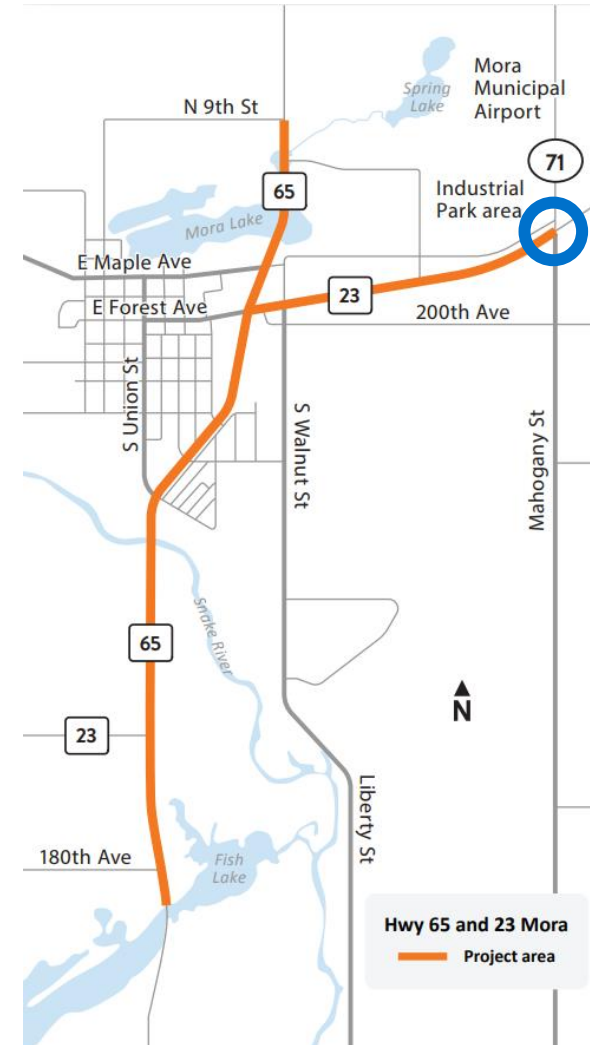 Mora
Municipal
Airport
Spring
Lake
N 9th St
71
65
Industrial
Park area
Mora Lake
E Maple Ave
23
E Forest Ave
200th Ave
S Union St
S Walnut St
Mahogany St
Snake River
65
N
23
Liberty St
180th Ave
Fish
Lake
Hwy 65 and 23 Mora
Project area